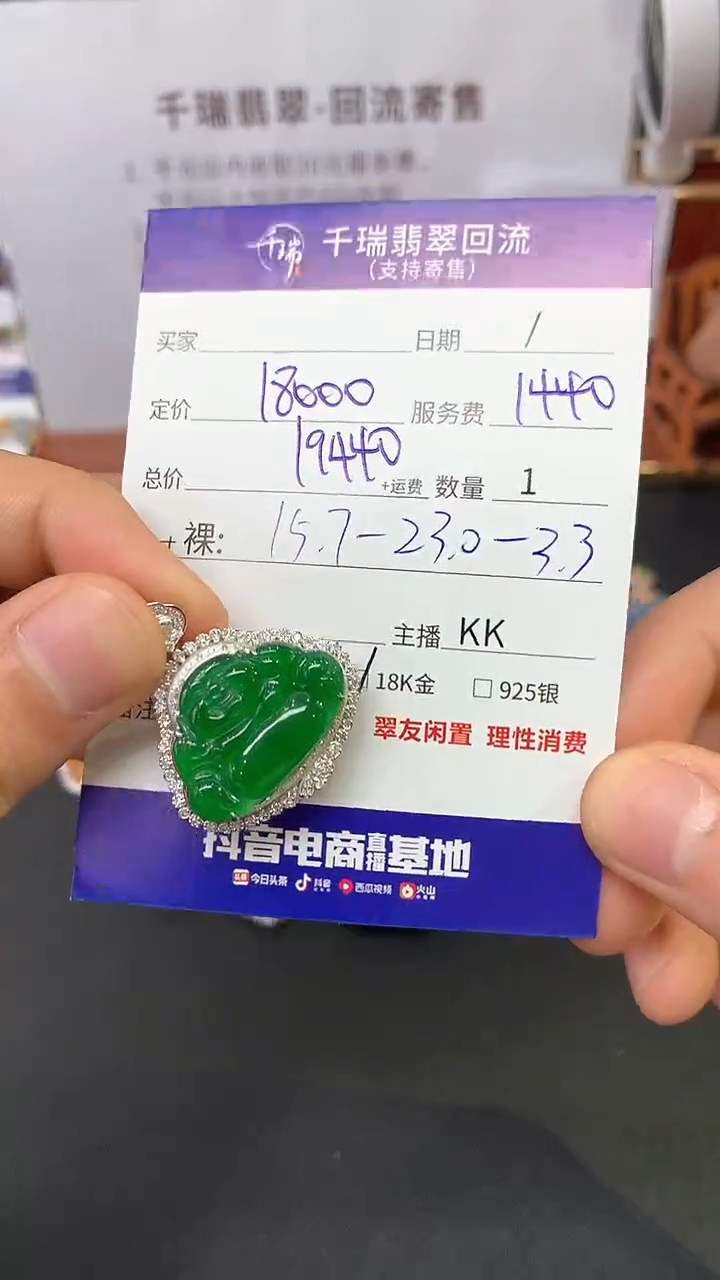 千瑞翡翠-回流寄售
千瑞
千瑞翡翠回流
(支持寄售)
买家 日期 /
定价 18000 服务费 1440
总价 19440 +运费 数量 1
+ 裸: 15.7-23.0-3.3
主播 KK
18K金 □ 925银
翠友闲置 理性消费
抖音电商直播基地
头条 今日头条 抖音 西瓜视频 火山